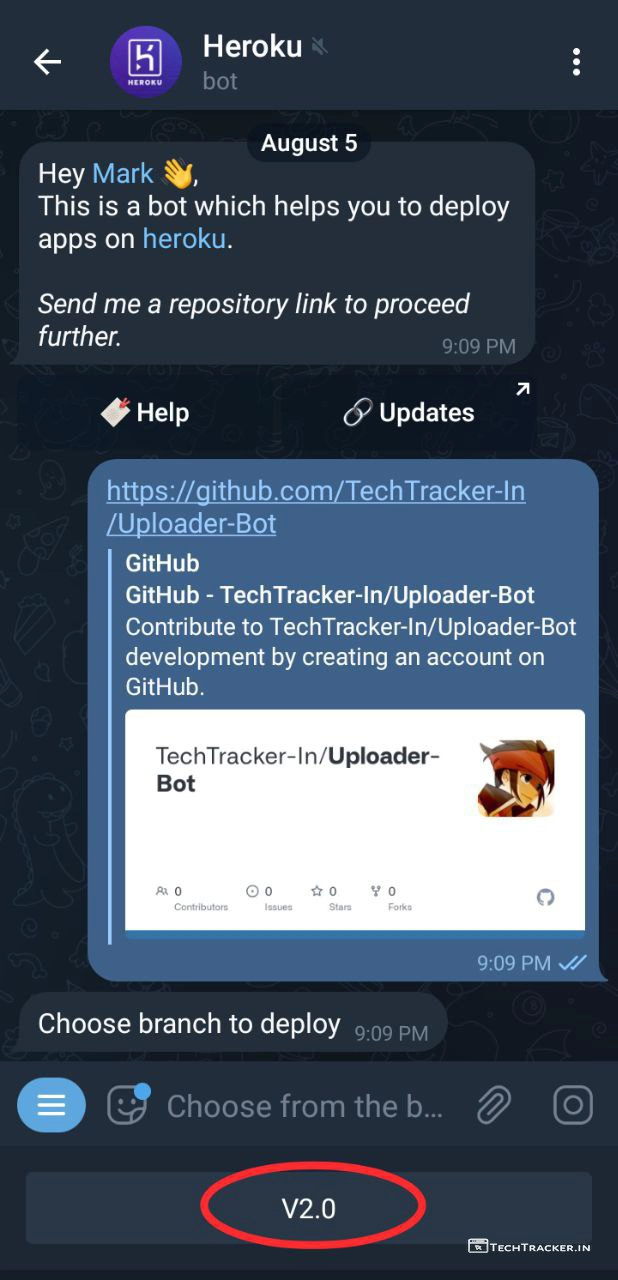 Heroku
bot
HEROKU
August 5
Hey Mark 👋,
This is a bot which helps you to deploy
apps on heroku.
Send me a repository link to proceed
further.
9:09 PM
Help
Updates
https://github.com/TechTracker-In
/Uploader-Bot
GitHub
GitHub - TechTracker-In/Uploader-Bot
Contribute to TechTracker-In/Uploader-Bot
development by creating an account on
GitHub.
TechTracker-In/Uploader-
Bot
0 0 0 0
Contributors Issues Stars Forks
9:09 PM
Choose branch to deploy 9:09 PM
Choose from the b...
V2.0
TECHTRACKER.IN